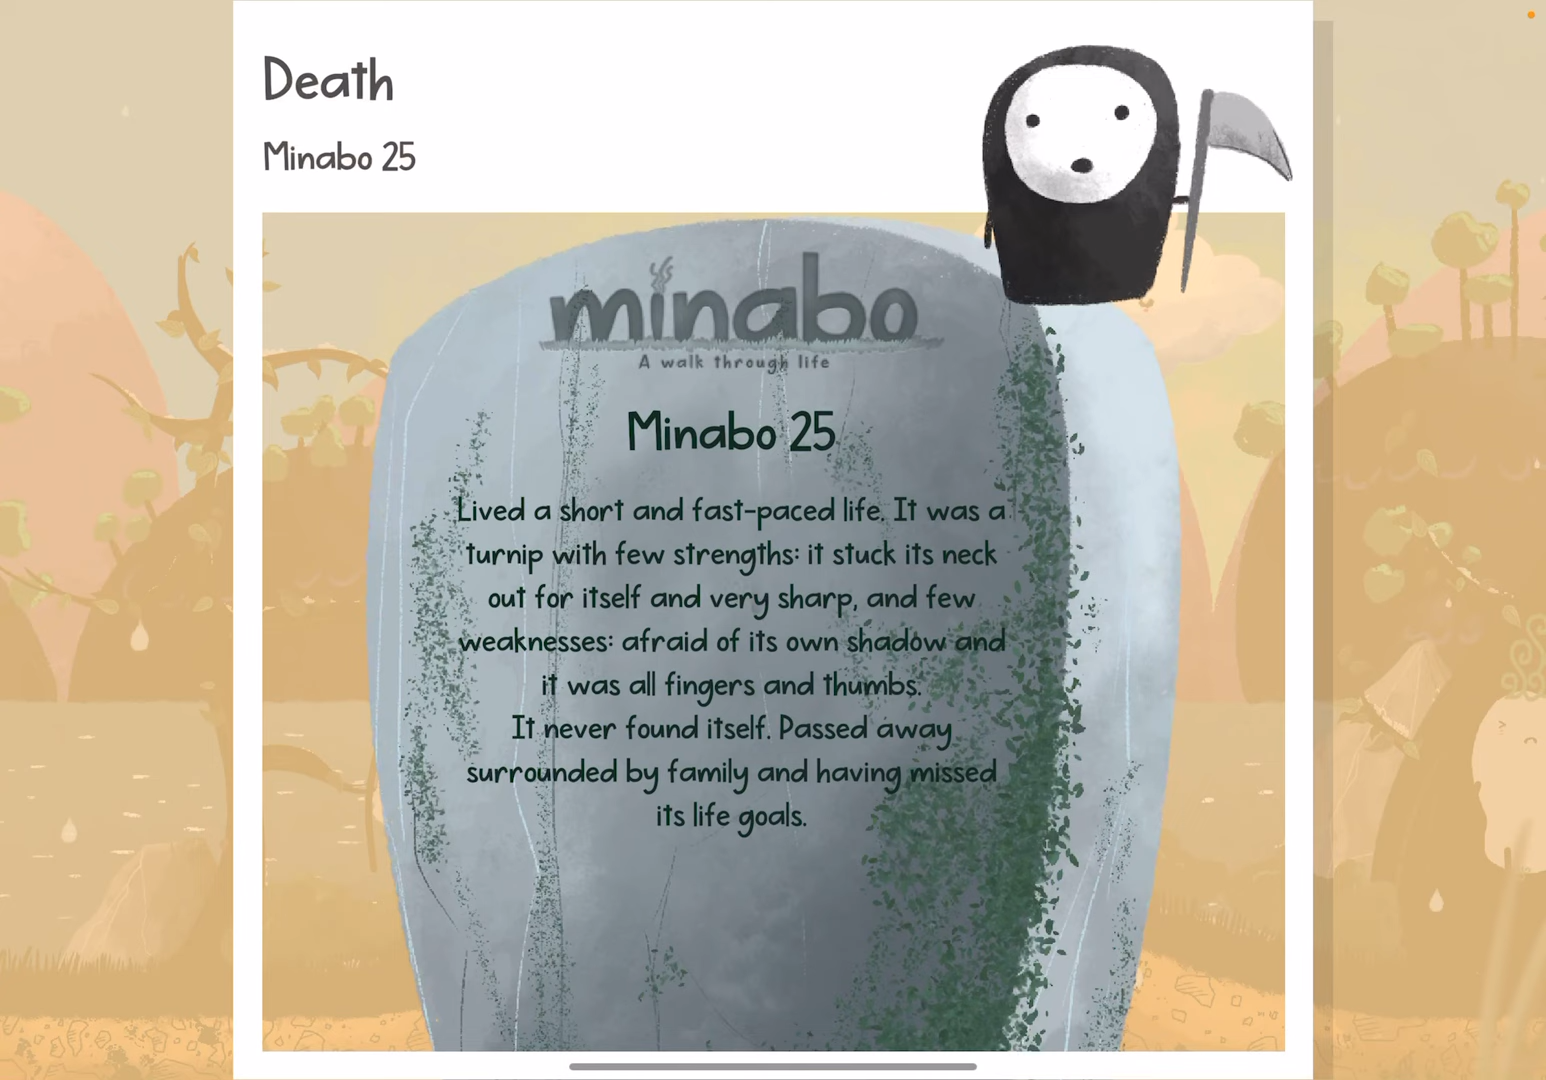 Death
Minabo 25
minabo
A walk through life
Minabo 25
Lived a short and fast-paced life. It was a
turnip with few strengths: it stuck its neck
out for itself and very sharp, and few
weaknesses: afraid of its own shadow and
it was all fingers and thumbs.
It never found itself. Passed away
surrounded by family and having missed
its life goals.